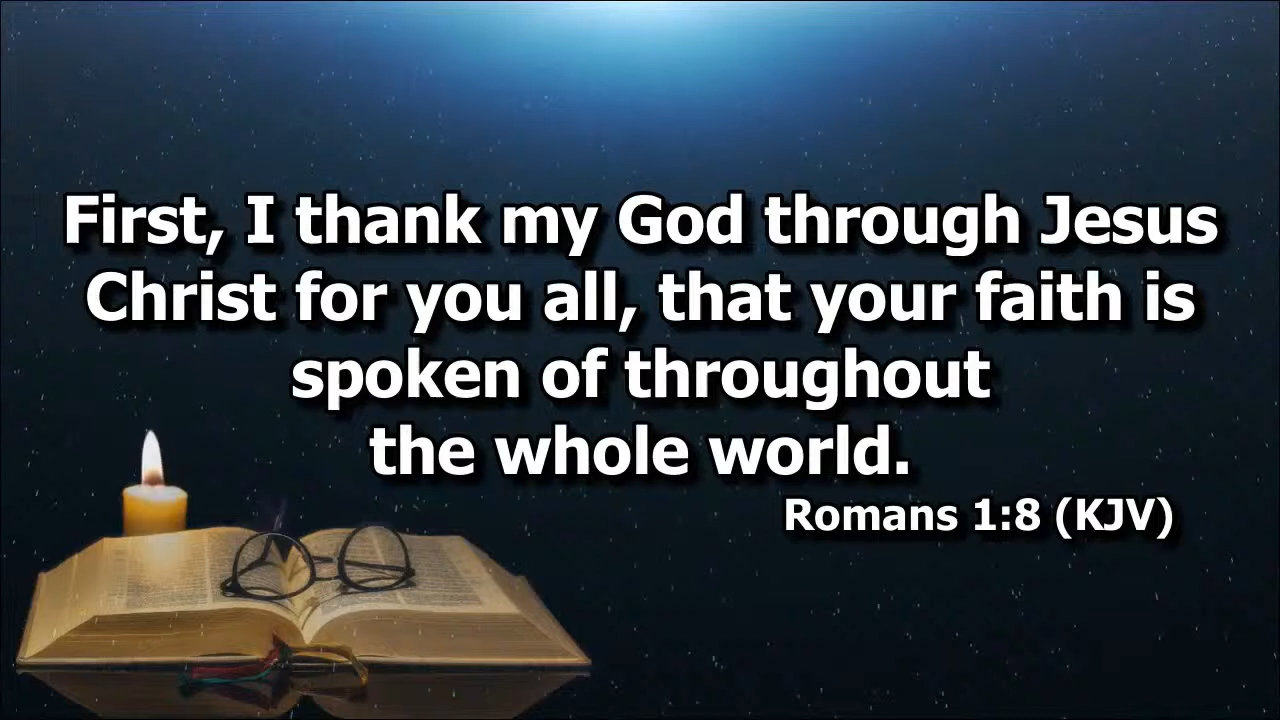 First, I thank my God through Jesus
Christ for you all, that your faith is
spoken of throughout
the whole world.
Romans 1:8 (KJV)